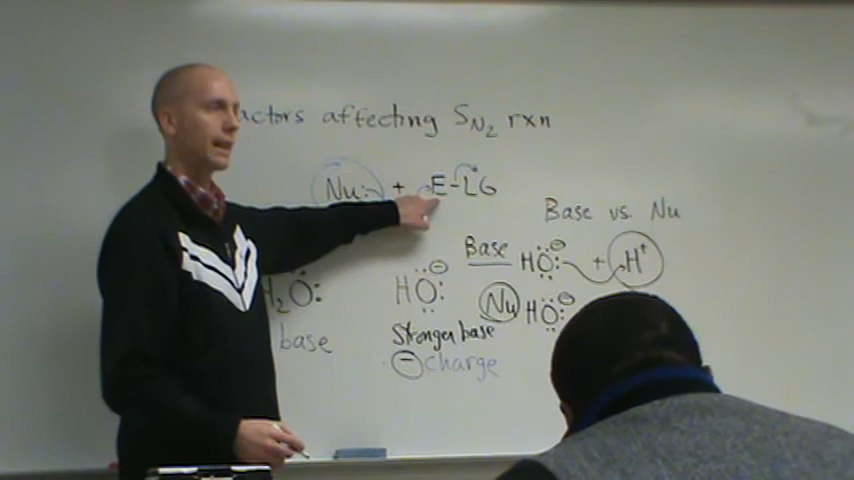 actors affecting SN2 rxn
Nu: + E-LG
Base vs. Nu
Base HO:⊖ + H⁺
H2O: HO:⊖ Nu HO:⊖
base Stronger base
⊖ charge